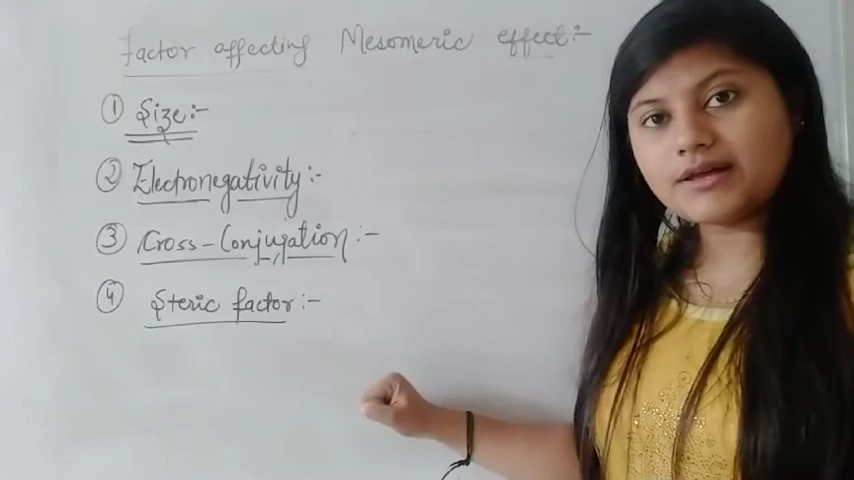 factor affecting Mesomeric effect:-
① Size:-
② Electronegativity:-
③ Cross-Conjugation:-
④ Steric factor:-